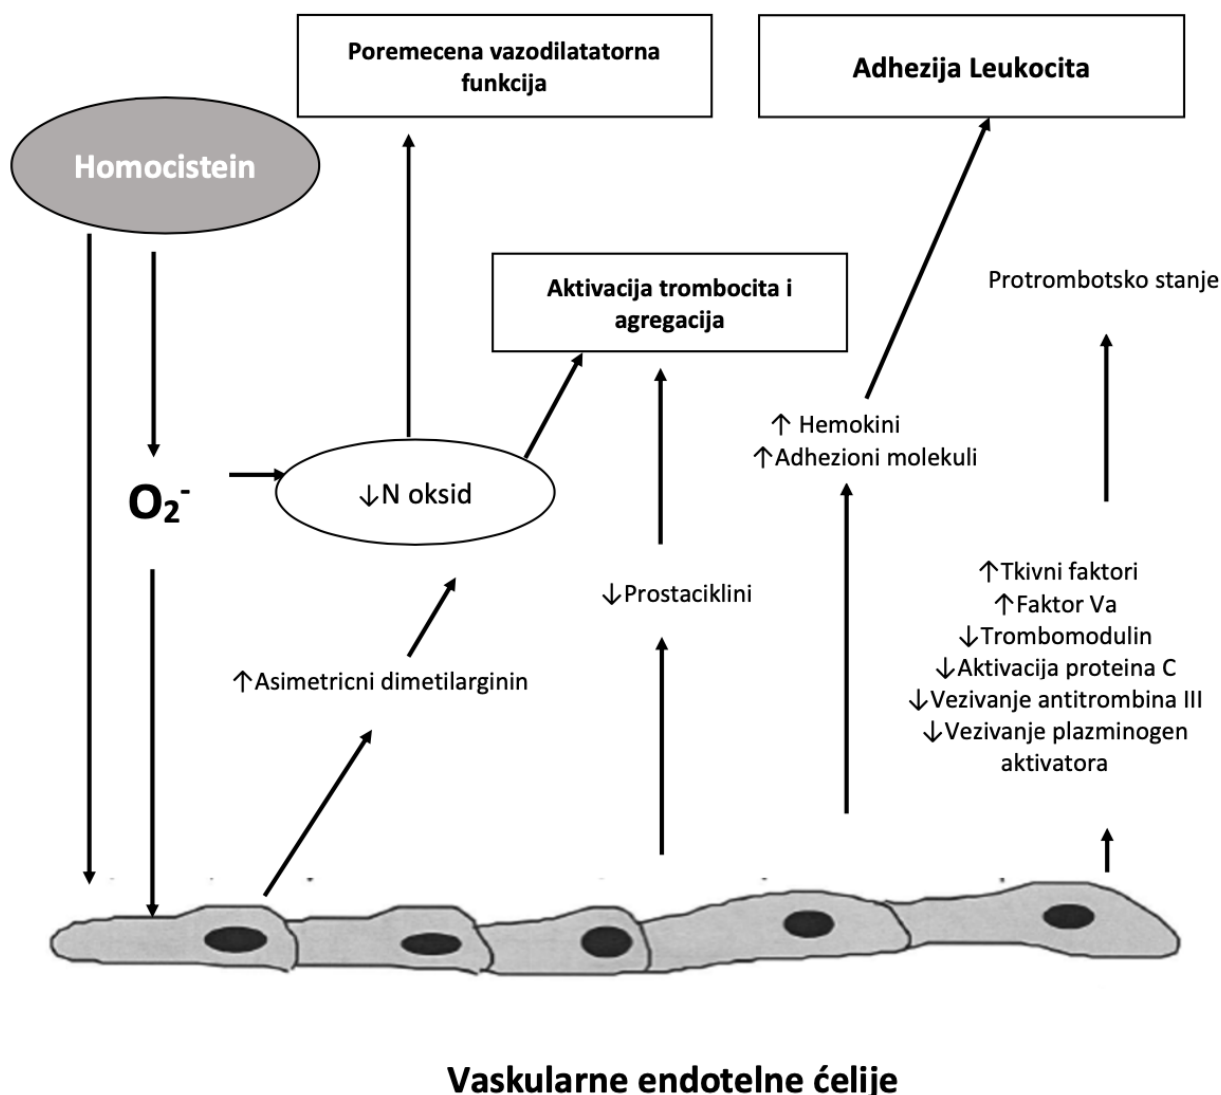 Poremecena vazodilatatorna
funkcija
Adhezija Leukocita
Homocistein
Aktivacija trombocita i
agregacija
Protrombotsko stanje
↑ Hemokini
↑Adhezioni molekuli
O₂⁻
↓N oksid
↓Prostaciklini
↑Tkivni faktori
↑Faktor Va
↓Trombomodulin
↓Aktivacija proteina C
↓Vezivanje antitrombina III
↓Vezivanje plazminogen
aktivatora
↑Asimetricni dimetilarginin
Vaskularne endotelne ćelije